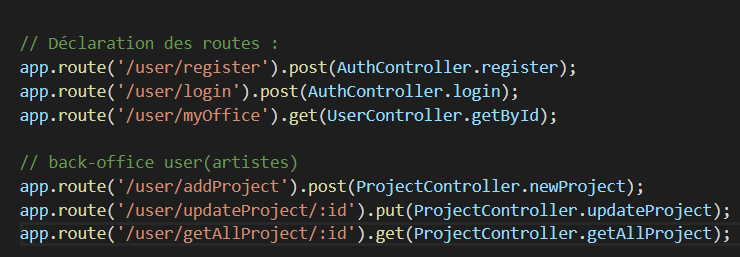 // Déclaration des routes :
app.route('/user/register').post(AuthController.register);
app.route('/user/login').post(AuthController.login);
app.route('/user/myOffice').get(UserController.getById);
// back-office user(artistes)
app.route('/user/addProject').post(ProjectController.newProject);
app.route('/user/updateProject/:id').put(ProjectController.updateProject);
app.route('/user/getAllProject/:id').get(ProjectController.getAllProject);